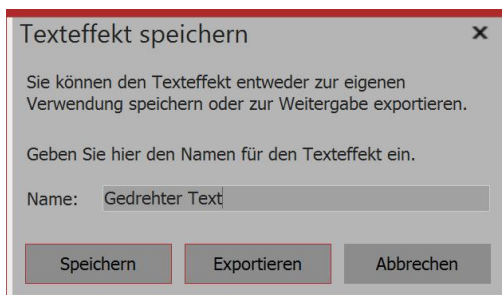 Texteffekt speichern
Sie können den Texteffekt entweder zur eigenen
Verwendung speichern oder zur Weitergabe exportieren.
Geben Sie hier den Namen für den Texteffekt ein.
Name: Gedrehter Text
Speichern Exportieren Abbrechen